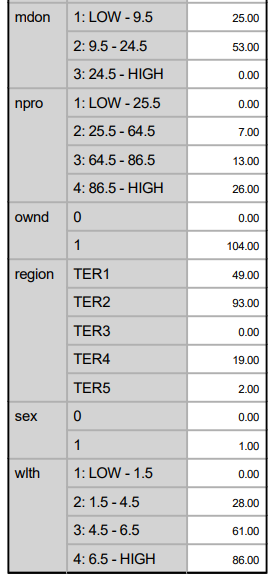 mdon 1: LOW - 9.5 25.00
2: 9.5 - 24.5 53.00
3: 24.5 - HIGH 0.00
npro 1: LOW - 25.5 0.00
2: 25.5 - 64.5 7.00
3: 64.5 - 86.5 13.00
4: 86.5 - HIGH 26.00
ownd 0 0.00
1 104.00
region TER1 49.00
TER2 93.00
TER3 0.00
TER4 19.00
TER5 2.00
sex 0 0.00
1 1.00
wlth 1: LOW - 1.5 0.00
2: 1.5 - 4.5 28.00
3: 4.5 - 6.5 61.00
4: 6.5 - HIGH 86.00